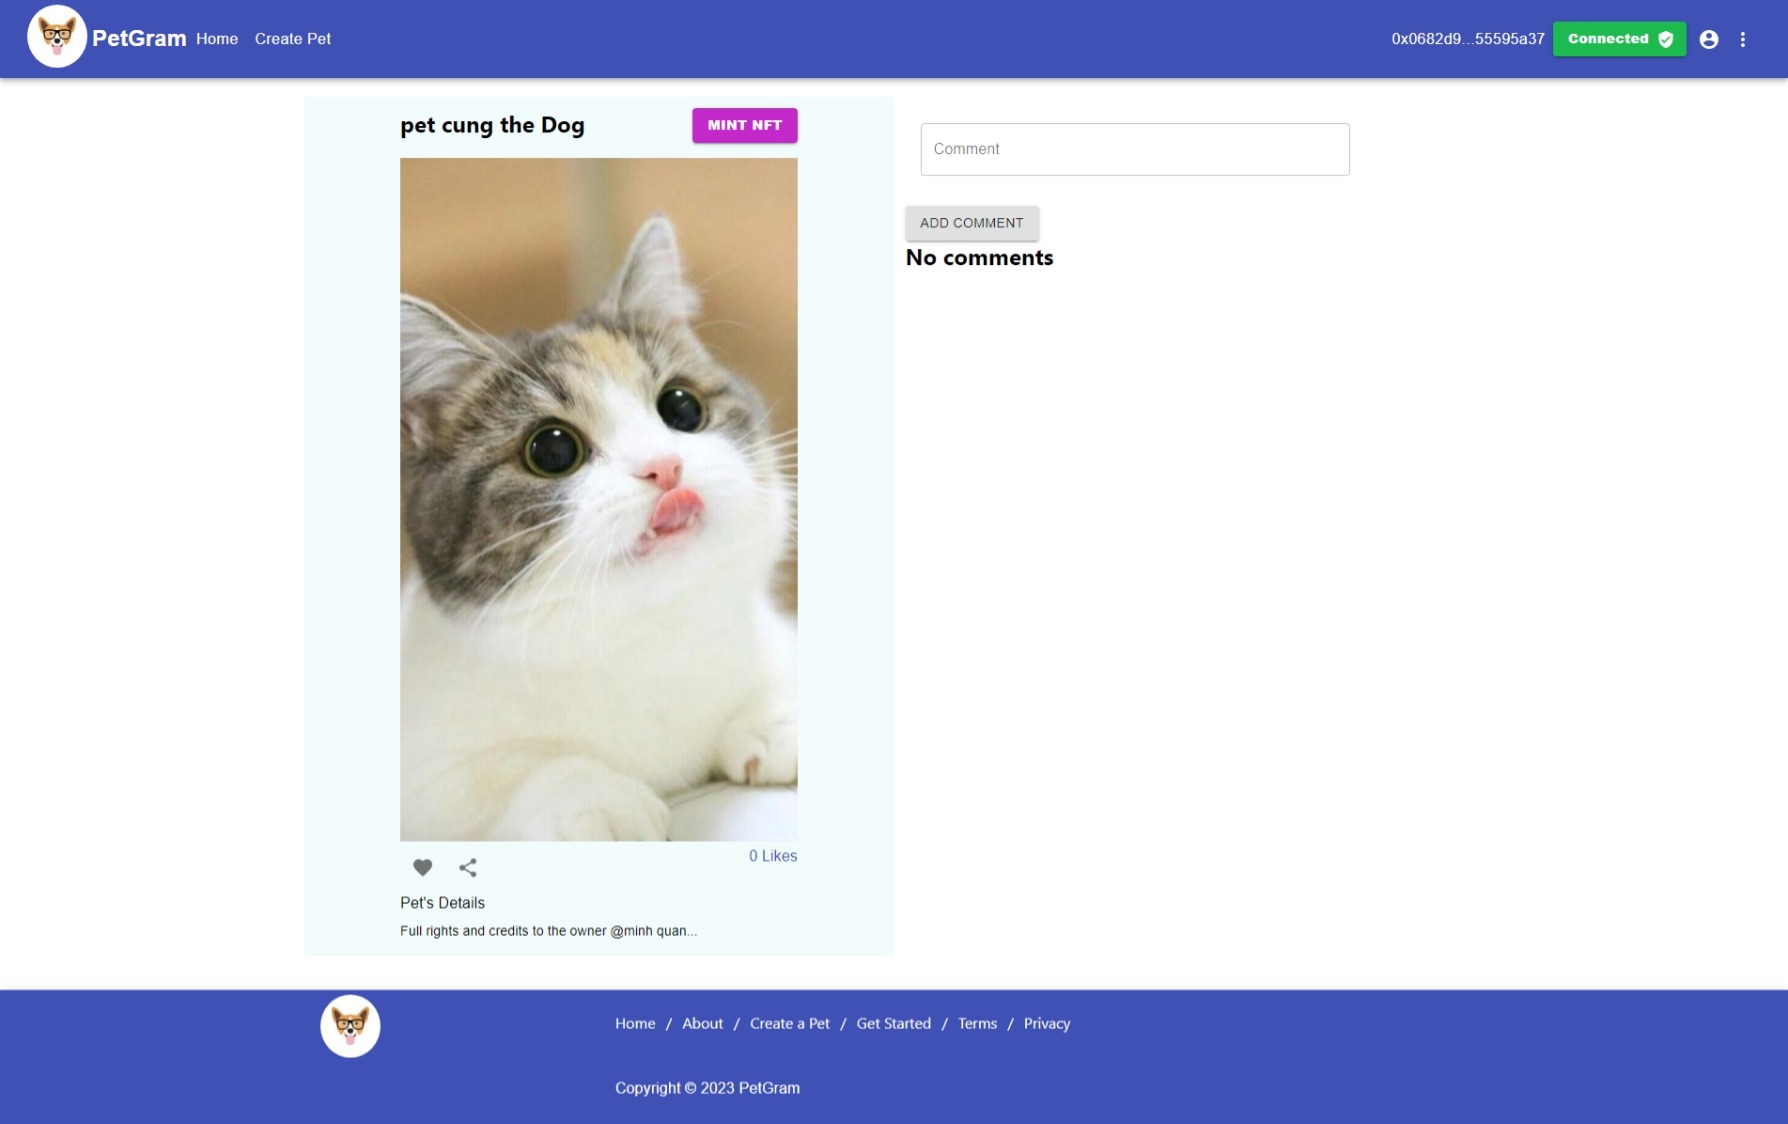 PetGram Home Create Pet 0x0682d9...55595a37 Connected
pet cung the Dog MINT NFT
Comment
ADD COMMENT
No comments
0 Likes
Pet's Details
Full rights and credits to the owner @minh quan...
Home / About / Create a Pet / Get Started / Terms / Privacy
Copyright © 2023 PetGram